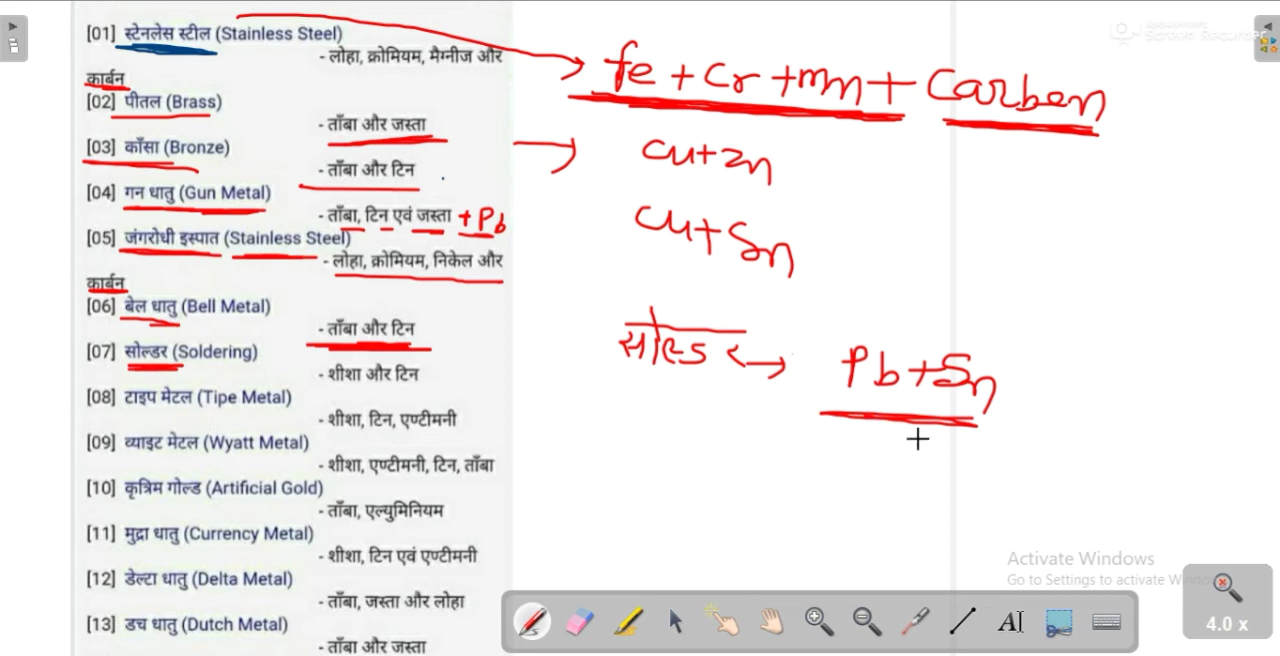 [01] स्टेनलेस स्टील (Stainless Steel)
- लोहा, क्रोमियम, मैग्नीज और
कार्बन
[02] पीतल (Brass)
- ताँबा और जस्ता
[03] काँसा (Bronze)
- ताँबा और टिन
[04] गन धातु (Gun Metal)
- ताँबा, टिन एवं जस्ता + Pb
[05] जंगरोधी इस्पात (Stainless Steel)
- लोहा, क्रोमियम, निकेल और
कार्बन
[06] बेल धातु (Bell Metal)
- ताँबा और टिन
[07] सोल्डर (Soldering)
- शीशा और टिन
[08] टाइप मेटल (Tipe Metal)
- शीशा, टिन, एण्टीमनी
[09] व्याइट मेटल (Wyatt Metal)
- शीशा, एण्टीमनी, टिन, ताँबा
[10] कृत्रिम गोल्ड (Artificial Gold)
- ताँबा, एल्युमिनियम
[11] मुद्रा धातु (Currency Metal)
- शीशा, टिन एवं एण्टीमनी
[12] डेल्टा धातु (Delta Metal)
- ताँबा, जस्ता और लोहा
[13] डच धातु (Dutch Metal)
- ताँबा और जस्ता
fe + Cr + mn + Carben
Cu + Zn
Cu + Sn
सोल्डर → Pb + Sn
Screen Recorder
Activate Windows
Go to Settings to activate Windows
AI
4.0 x